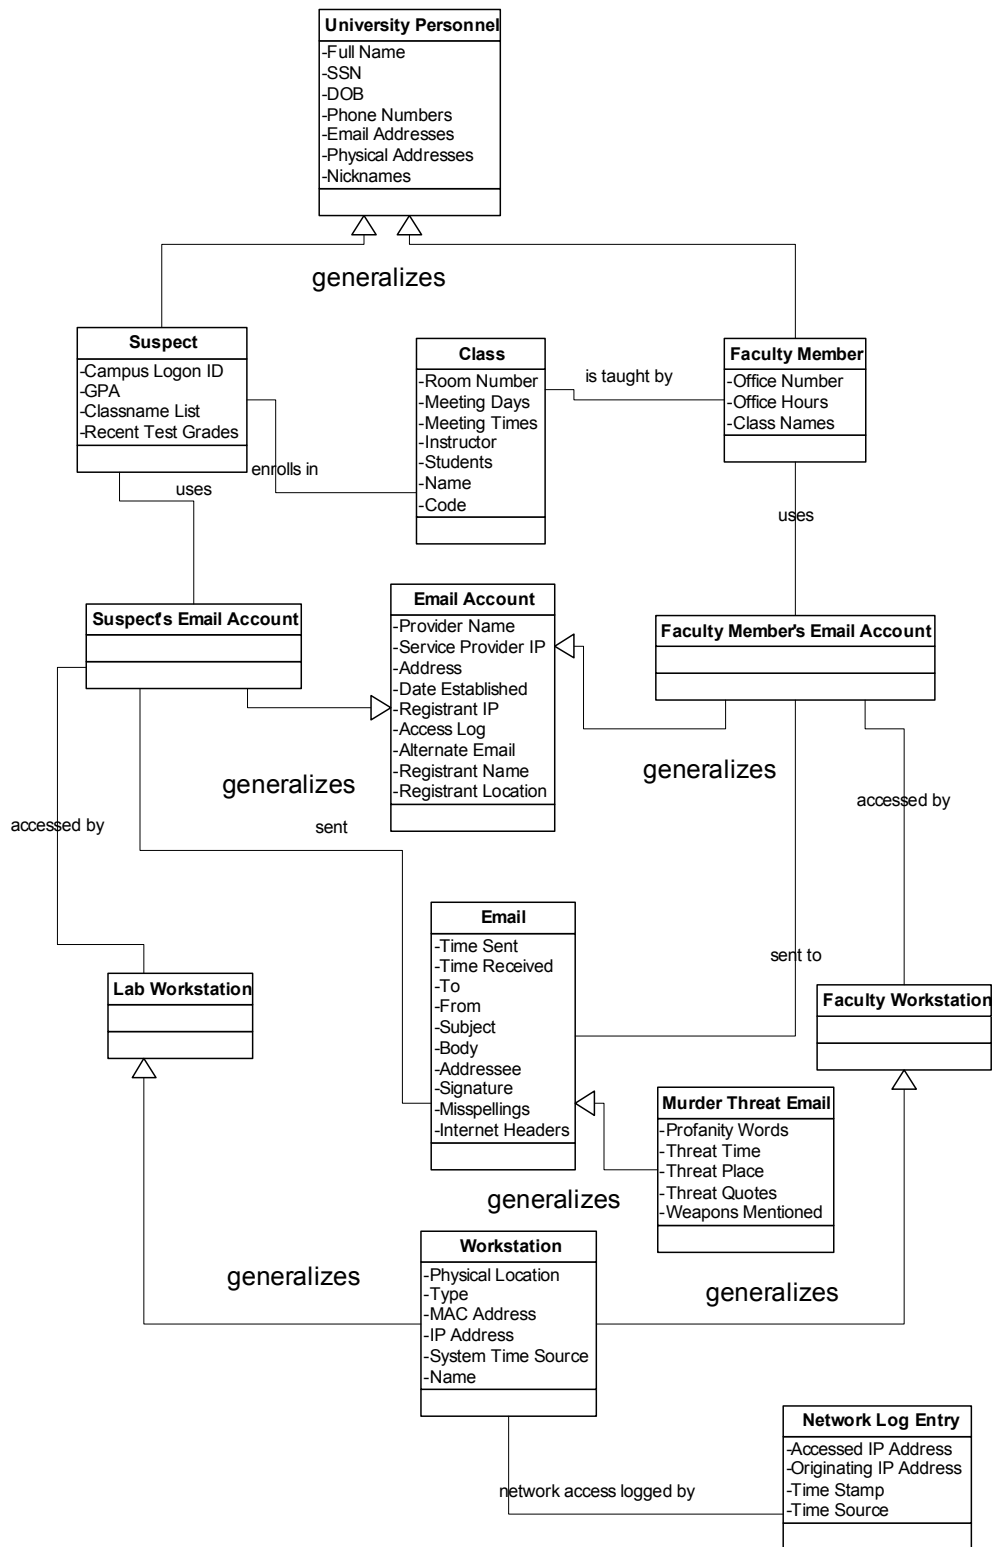 University Personnel
-Full Name
-SSN
-DOB
-Phone Numbers
-Email Addresses
-Physical Addresses
-Nicknames
generalizes
Suspect
-Campus Logon ID
-GPA
-Classname List
-Recent Test Grades
Class
-Room Number
-Meeting Days
-Meeting Times
-Instructor
-Students
-Name
-Code
Faculty Member
-Office Number
-Office Hours
-Class Names
is taught by
enrolls in
uses
uses
Suspect's Email Account
Email Account
-Provider Name
-Service Provider IP
-Address
-Date Established
-Registrant IP
-Access Log
-Alternate Email
-Registrant Name
-Registrant Location
Faculty Member's Email Account
generalizes
generalizes
accessed by
sent
accessed by
Email
-Time Sent
-Time Received
-To
-From
-Subject
-Body
-Addressee
-Signature
-Misspellings
-Internet Headers
sent to
Lab Workstation
Faculty Workstation
Murder Threat Email
-Profanity Words
-Threat Time
-Threat Place
-Threat Quotes
-Weapons Mentioned
generalizes
generalizes
Workstation
-Physical Location
-Type
-MAC Address
-IP Address
-System Time Source
-Name
generalizes
Network Log Entry
-Accessed IP Address
-Originating IP Address
-Time Stamp
-Time Source
network access logged by